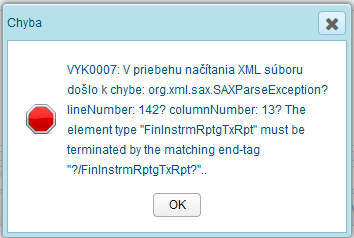 Chyba
VYK0007: V priebehu načítania XML súboru
došlo k chybe: org.xml.sax.SAXParseException?
lineNumber: 142? columnNumber: 13? The
element type "FinInstrmRptgTxRpt" must be
terminated by the matching end-tag
"?/FinInstrmRptgTxRpt?"..
OK